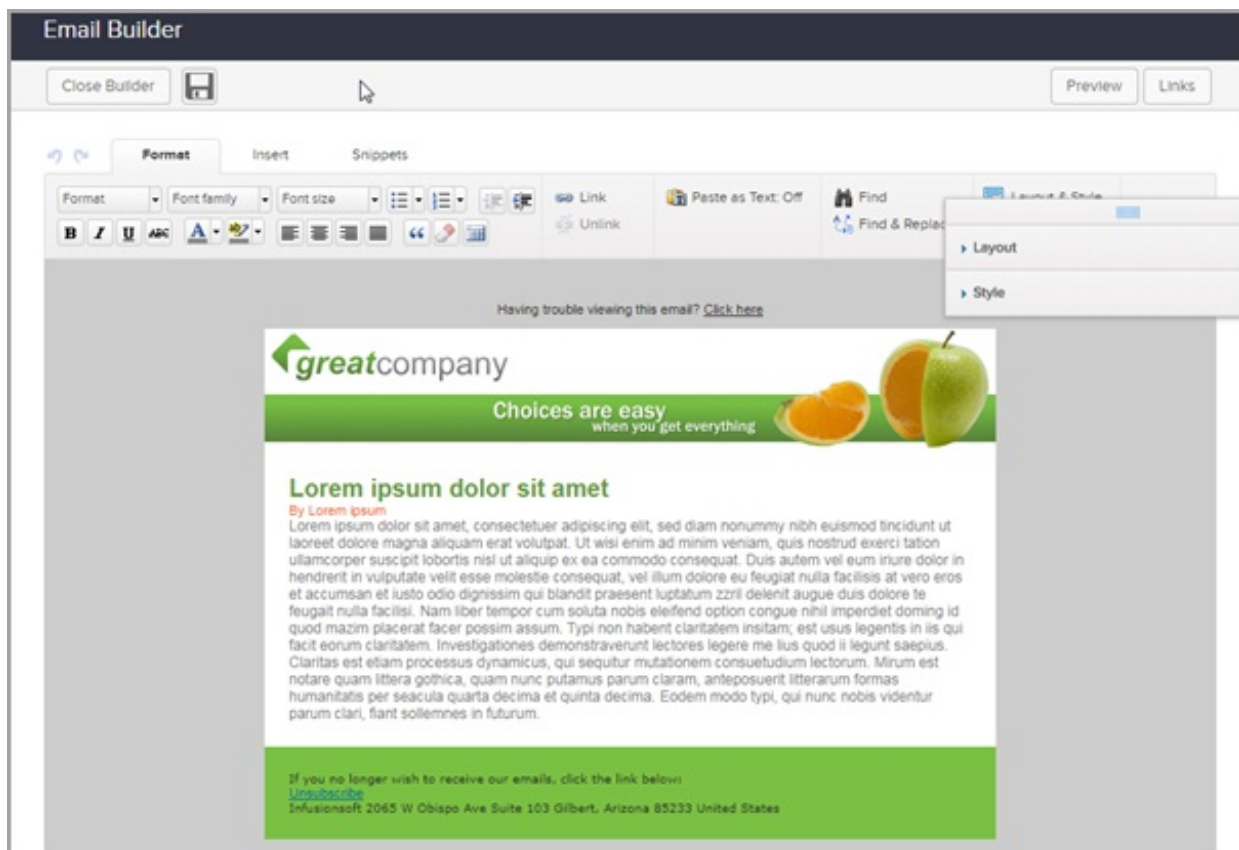 Email Builder
Close Builder
Preview
Links
Format
Insert
Snippets
Format
Font family
Font size
Link
Paste as Text: Off
Find
Layout & Style
B I U ABC A
Unlink
Find & Replac
Layout
Style
Having trouble viewing this email? Click here
greatcompany
Choices are easy
when you get everything
Lorem ipsum dolor sit amet
By Lorem ipsum
Lorem ipsum dolor sit amet, consectetuer adipiscing elit, sed diam nonummy nibh euismod tincidunt ut
laoreet dolore magna aliquam erat volutpat. Ut wisi enim ad minim veniam, quis nostrud exerci tation
ullamcorper suscipit lobortis nisl ut aliquip ex ea commodo consequat. Duis autem vel eum iriure dolor in
hendrerit in vulputate velit esse molestie consequat, vel illum dolore eu feugiat nulla facilisis at vero eros
et accumsan et iusto odio dignissim qui blandit praesent luptatum zzril delenit augue duis dolore te
feugait nulla facilisi. Nam liber tempor cum soluta nobis eleifend option congue nihil imperdiet doming id
quod mazim placerat facer possim assum. Typi non habent claritatem insitam; est usus legentis in iis qui
facit eorum claritatem. Investigationes demonstraverunt lectores legere me lius quod ii legunt saepius.
Claritas est etiam processus dynamicus, qui sequitur mutationem consuetudium lectorum. Mirum est
notare quam littera gothica, quam nunc putamus parum claram, anteposuerit litterarum formas
humanitatis per seacula quarta decima et quinta decima. Eodem modo typi, qui nunc nobis videntur
parum clari, fiant sollemnes in futurum.
If you no longer wish to receive our emails, click the link below:
Unsubscribe
Infusionsoft 2065 W Obispo Ave Suite 103 Gilbert, Arizona 85233 United States